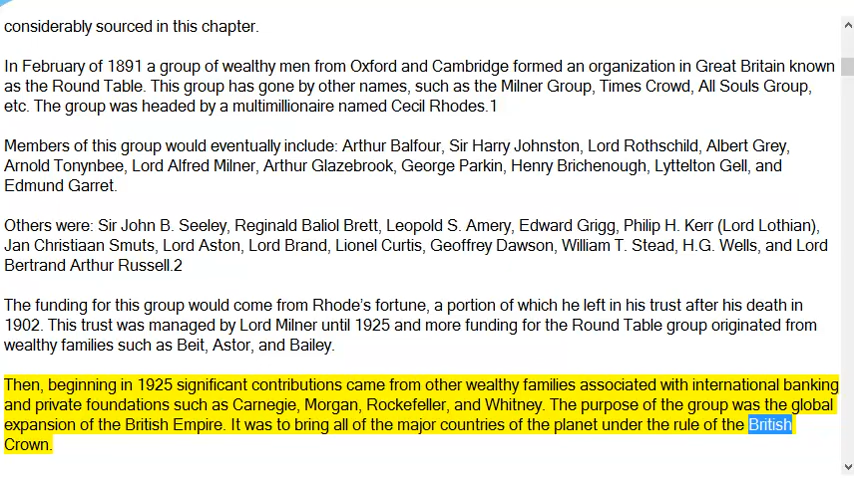 considerably sourced in this chapter.
In February of 1891 a group of wealthy men from Oxford and Cambridge formed an organization in Great Britain known
as the Round Table. This group has gone by other names, such as the Milner Group, Times Crowd, All Souls Group,
etc. The group was headed by a multimillionaire named Cecil Rhodes.1
Members of this group would eventually include: Arthur Balfour, Sir Harry Johnston, Lord Rothschild, Albert Grey,
Arnold Tonynbee, Lord Alfred Milner, Arthur Glazebrook, George Parkin, Henry Brichenough, Lyttelton Gell, and
Edmund Garret.
Others were: Sir John B. Seeley, Reginald Baliol Brett, Leopold S. Amery, Edward Grigg, Philip H. Kerr (Lord Lothian),
Jan Christiaan Smuts, Lord Aston, Lord Brand, Lionel Curtis, Geoffrey Dawson, William T. Stead, H.G. Wells, and Lord
Bertrand Arthur Russell.2
The funding for this group would come from Rhode's fortune, a portion of which he left in his trust after his death in
1902. This trust was managed by Lord Milner until 1925 and more funding for the Round Table group originated from
wealthy families such as Beit, Astor, and Bailey.
Then, beginning in 1925 significant contributions came from other wealthy families associated with international banking
and private foundations such as Carnegie, Morgan, Rockefeller, and Whitney. The purpose of the group was the global
expansion of the British Empire. It was to bring all of the major countries of the planet under the rule of the British
Crown.